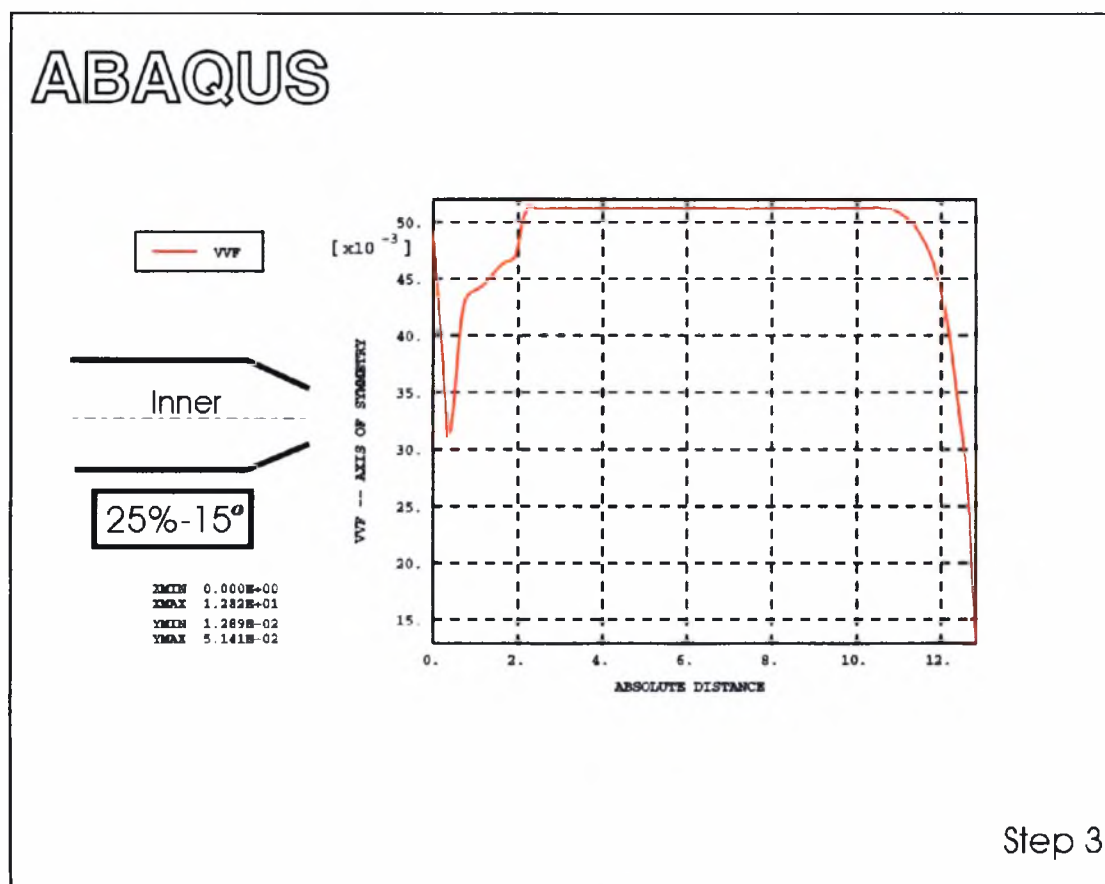 ABAQUS
VVF
Inner
25%-15°
XMIN 0.000E+00
XMAX 1.282E+01
YMIN 1.289E-02
YMAX 5.141E-02
[x10 -3]
VVF -- AXIS OF SYMMETRY
50.
45.
40.
35.
30.
25.
20.
15.
0. 2. 4. 6. 8. 10. 12.
ABSOLUTE DISTANCE
Step 3